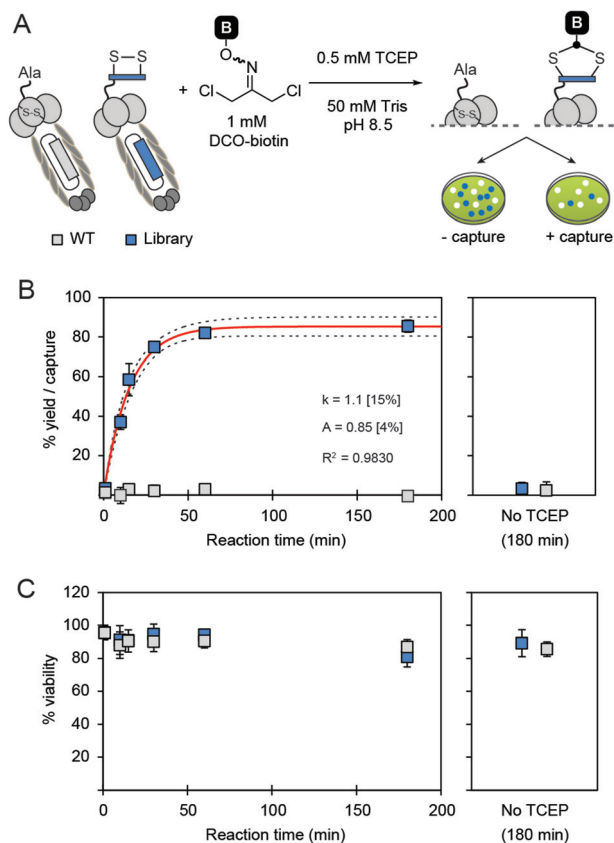 A
Ala
S S
S-S
+
B
O
N
Cl Cl
1 mM
DCO-biotin
0.5 mM TCEP
50 mM Tris
pH 8.5
Ala
S-S
B
S S
- capture
+ capture
WT
Library
B
% yield / capture
100
80
60
40
20
0
k = 1.1 [15%]
A = 0.85 [4%]
R² = 0.9830
0 50 100 150 200
Reaction time (min)
No TCEP
(180 min)
C
% viability
120
100
80
60
40
20
0 50 100 150 200
Reaction time (min)
No TCEP
(180 min)